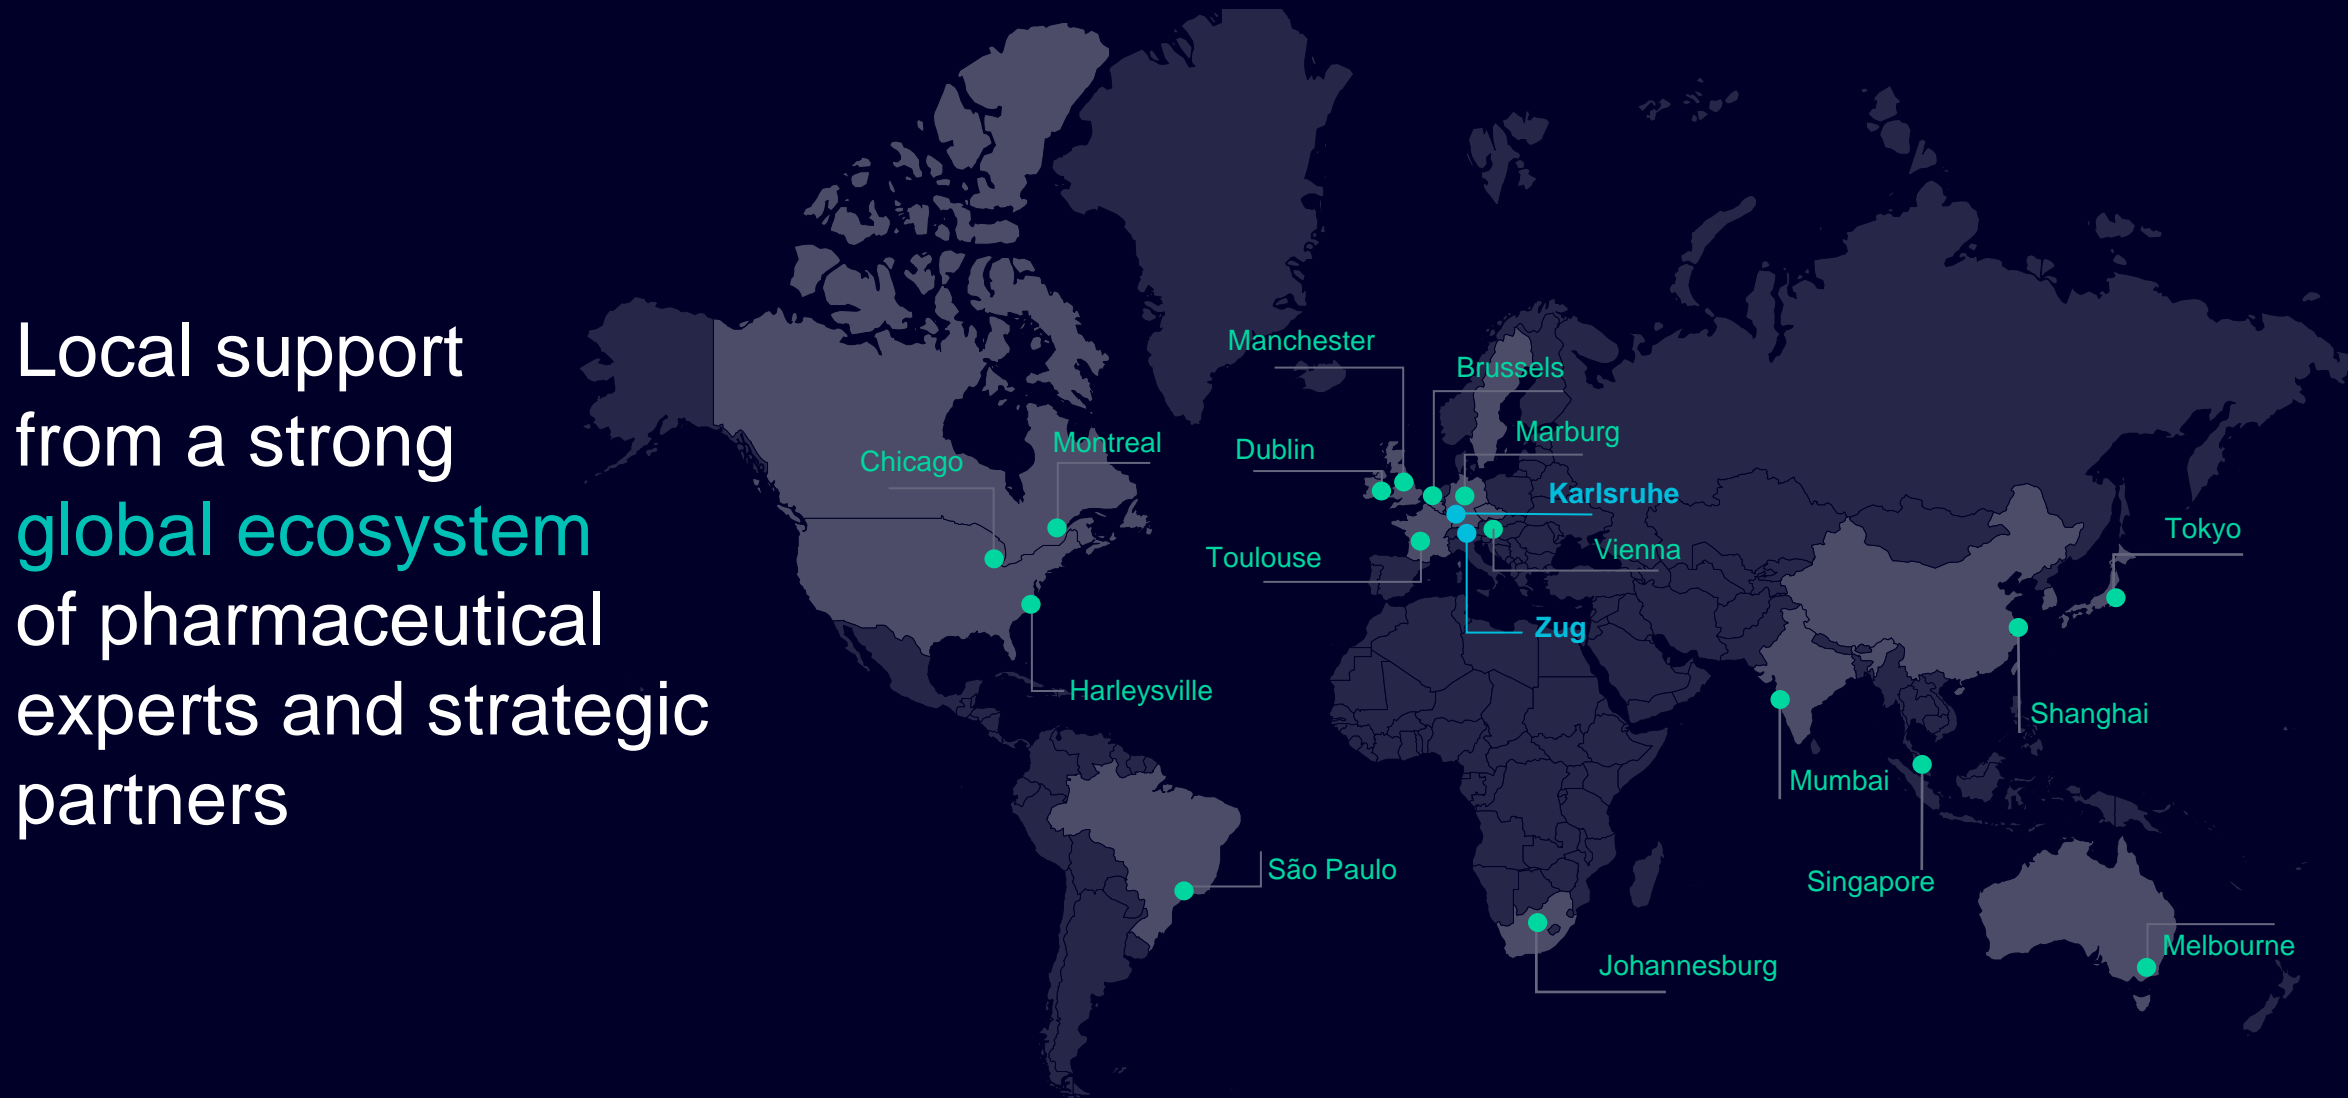 Local support
from a strong
global ecosystem
of pharmaceutical
experts and strategic
partners
Manchester
Brussels
Marburg
Montreal
Dublin
Chicago
Karlsruhe
Tokyo
Vienna
Toulouse
Zug
Harleysville
Shanghai
Mumbai
São Paulo
Singapore
Melbourne
Johannesburg